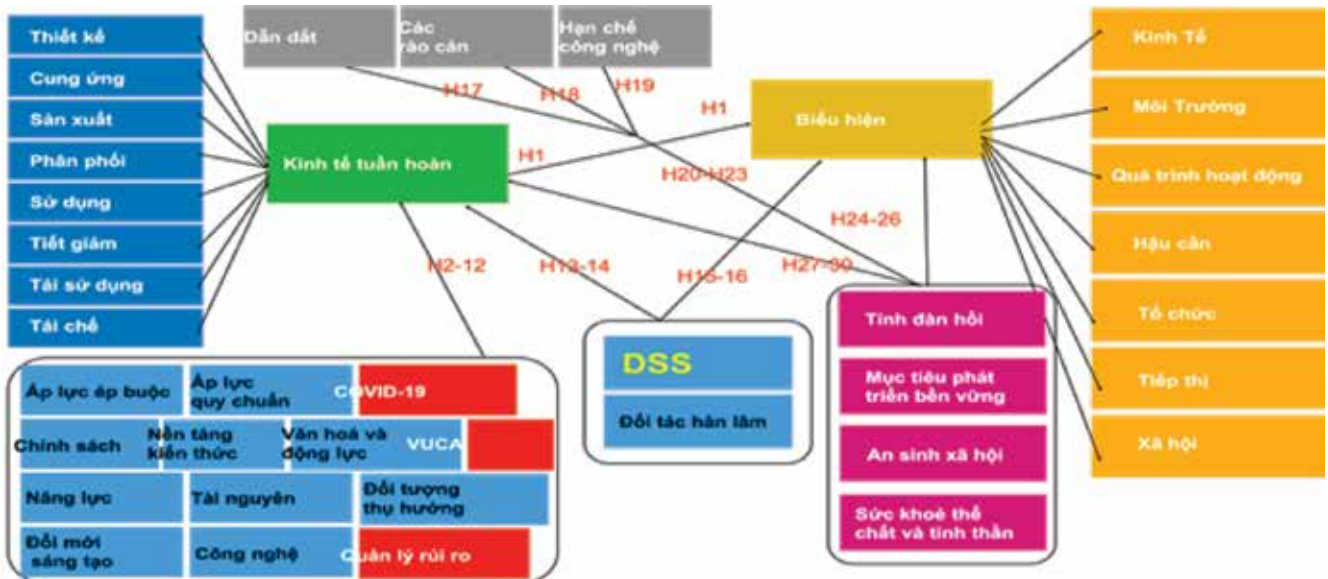 Thiết kế
Cung ứng
Sản xuất
Phân phối
Sử dụng
Tiết giảm
Tái sử dụng
Tái chế
Dẫn dắt
Các
rào cản
Hạn chế
công nghệ
H17
H18
H19
Kinh tế tuần hoàn
H1
H1
Biểu hiện
H20-H23
H24-26
H2-12
H13-14
H15-16
H27-30
Kinh Tế
Môi Trường
Quá trình hoạt động
Hậu cần
Tổ chức
Tiếp thị
Xã hội
Áp lực ép buộc
Áp lực
quy chuẩn
COVID-19
Chính sách
Nền tảng
kiến thức
Văn hoá và
động lực
VUCA
Năng lực
Tài nguyên
Đối tượng
thụ hưởng
Đổi mới
sáng tạo
Công nghệ
Quản lý rủi ro
DSS
Đối tác hàn lâm
Tính đàn hồi
Mục tiêu phát
triển bền vững
An sinh xã hội
Sức khoẻ thể
chất và tinh thần